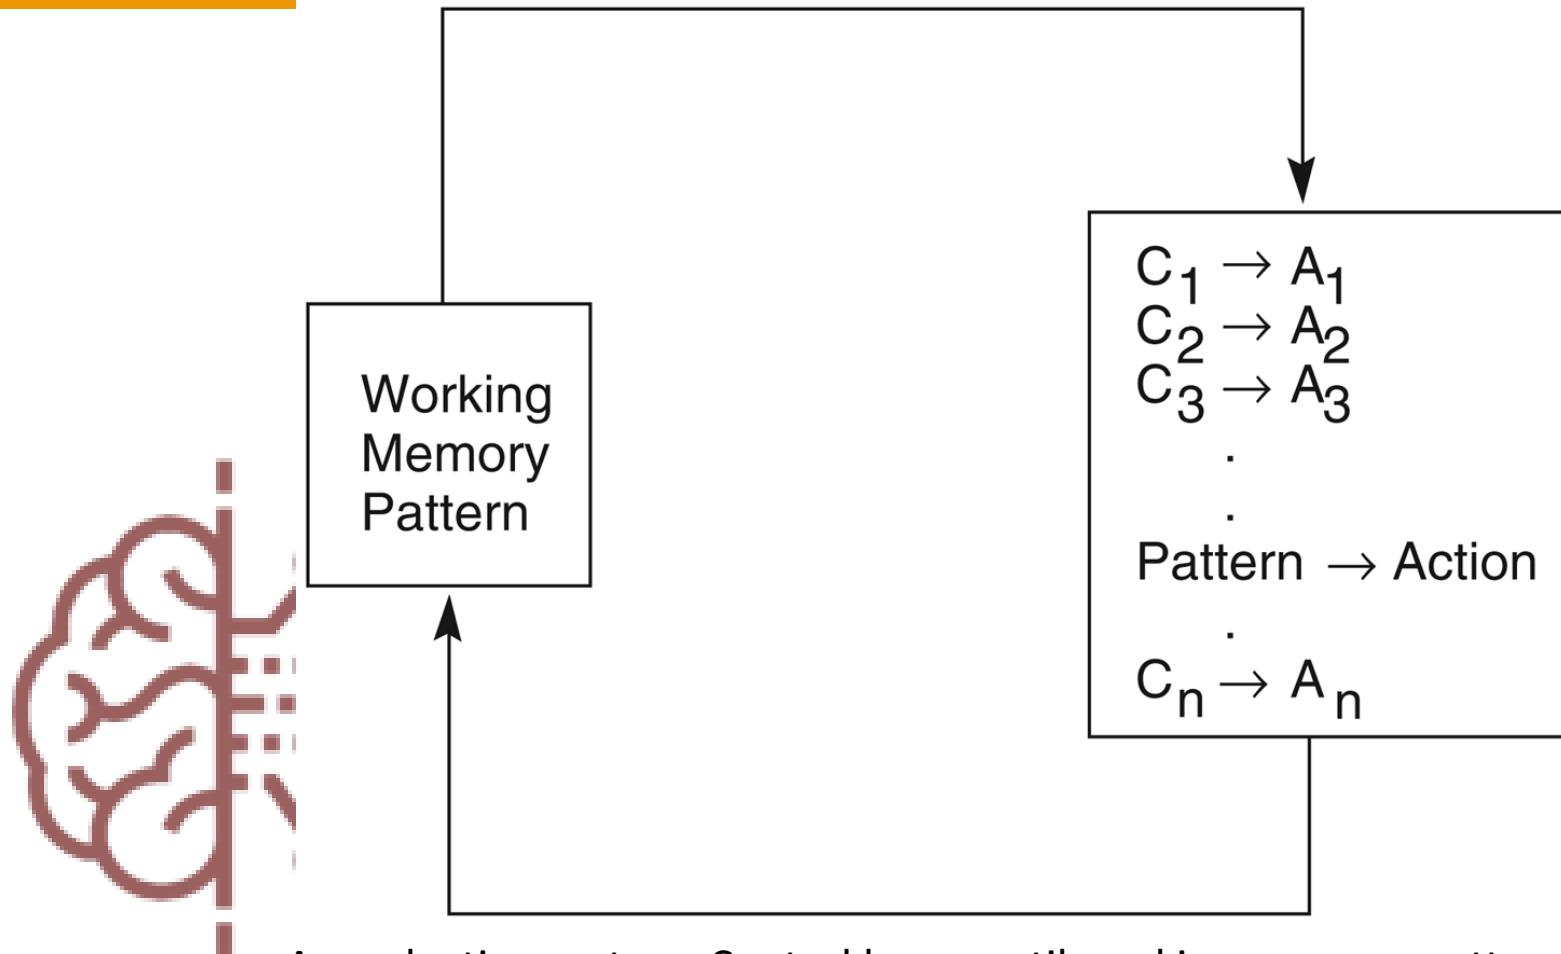 Working
Memory
Pattern
C1 → A1
C2 → A2
C3 → A3
.
.
Pattern → Action
.
Cn → An